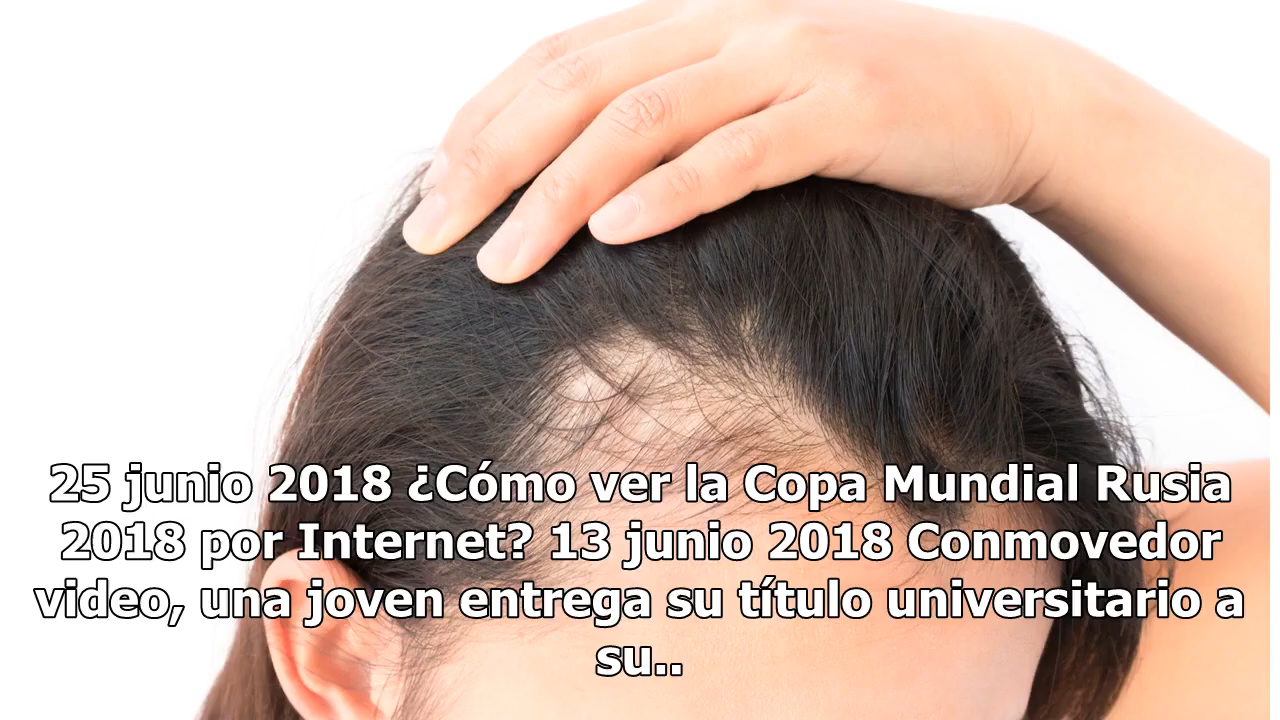 25 junio 2018 ¿Cómo ver la Copa Mundial Rusia
2018 por Internet? 13 junio 2018 Conmovedor
video, una joven entrega su título universitario a
su..